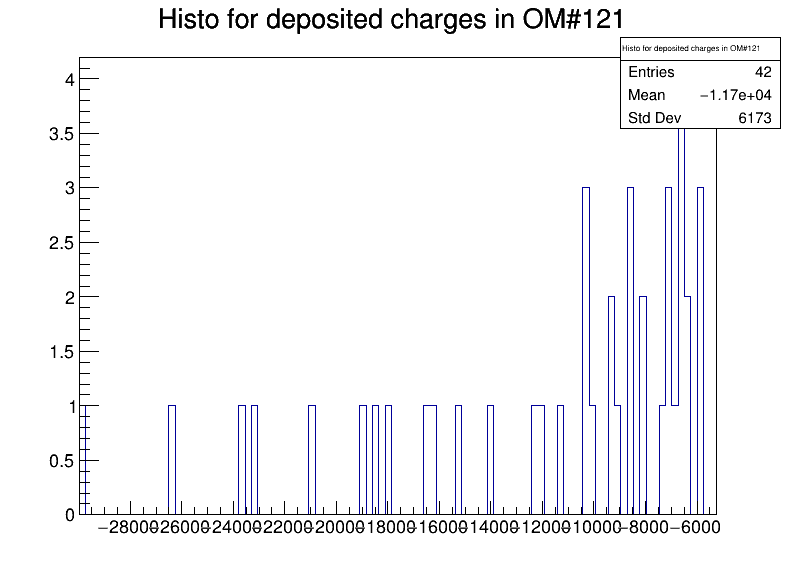 Histo for deposited charges in OM#121
Histo for deposited charges in OM#121
Entries 42
Mean −1.17e+04
Std Dev 6173
4
3.5
3
2.5
2
1.5
1
0.5
0
−28000 −26000 −24000 −22000 −20000 −18000 −16000 −14000 −12000 −10000 −8000 −6000